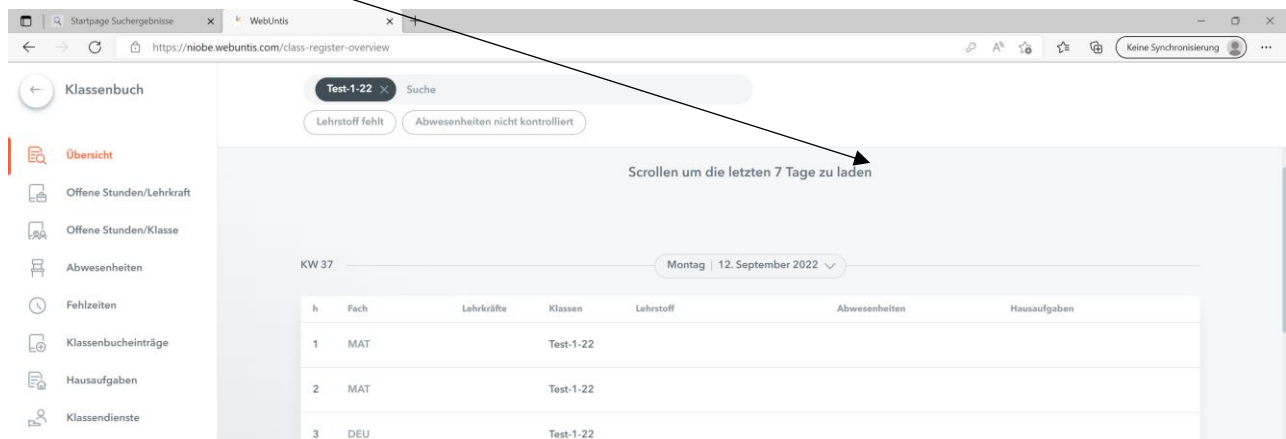 Startpage Suchergebnisse
WebUntis
https://niobe.webuntis.com/class-register-overview
Keine Synchronisierung
Klassenbuch
Test-1-22 Suche
Lehrstoff fehlt Abwesenheiten nicht kontrolliert
Übersicht
Scrollen um die letzten 7 Tage zu laden
Offene Stunden/Lehrkraft
Offene Stunden/Klasse
Abwesenheiten
KW 37 Montag | 12. September 2022
Fehlzeiten
h Fach Lehrkräfte Klassen Lehrstoff Abwesenheiten Hausaufgaben
Klassenbucheinträge
1 MAT Test-1-22
Hausaufgaben
2 MAT Test-1-22
Klassendienste
3 DEU Test-1-22